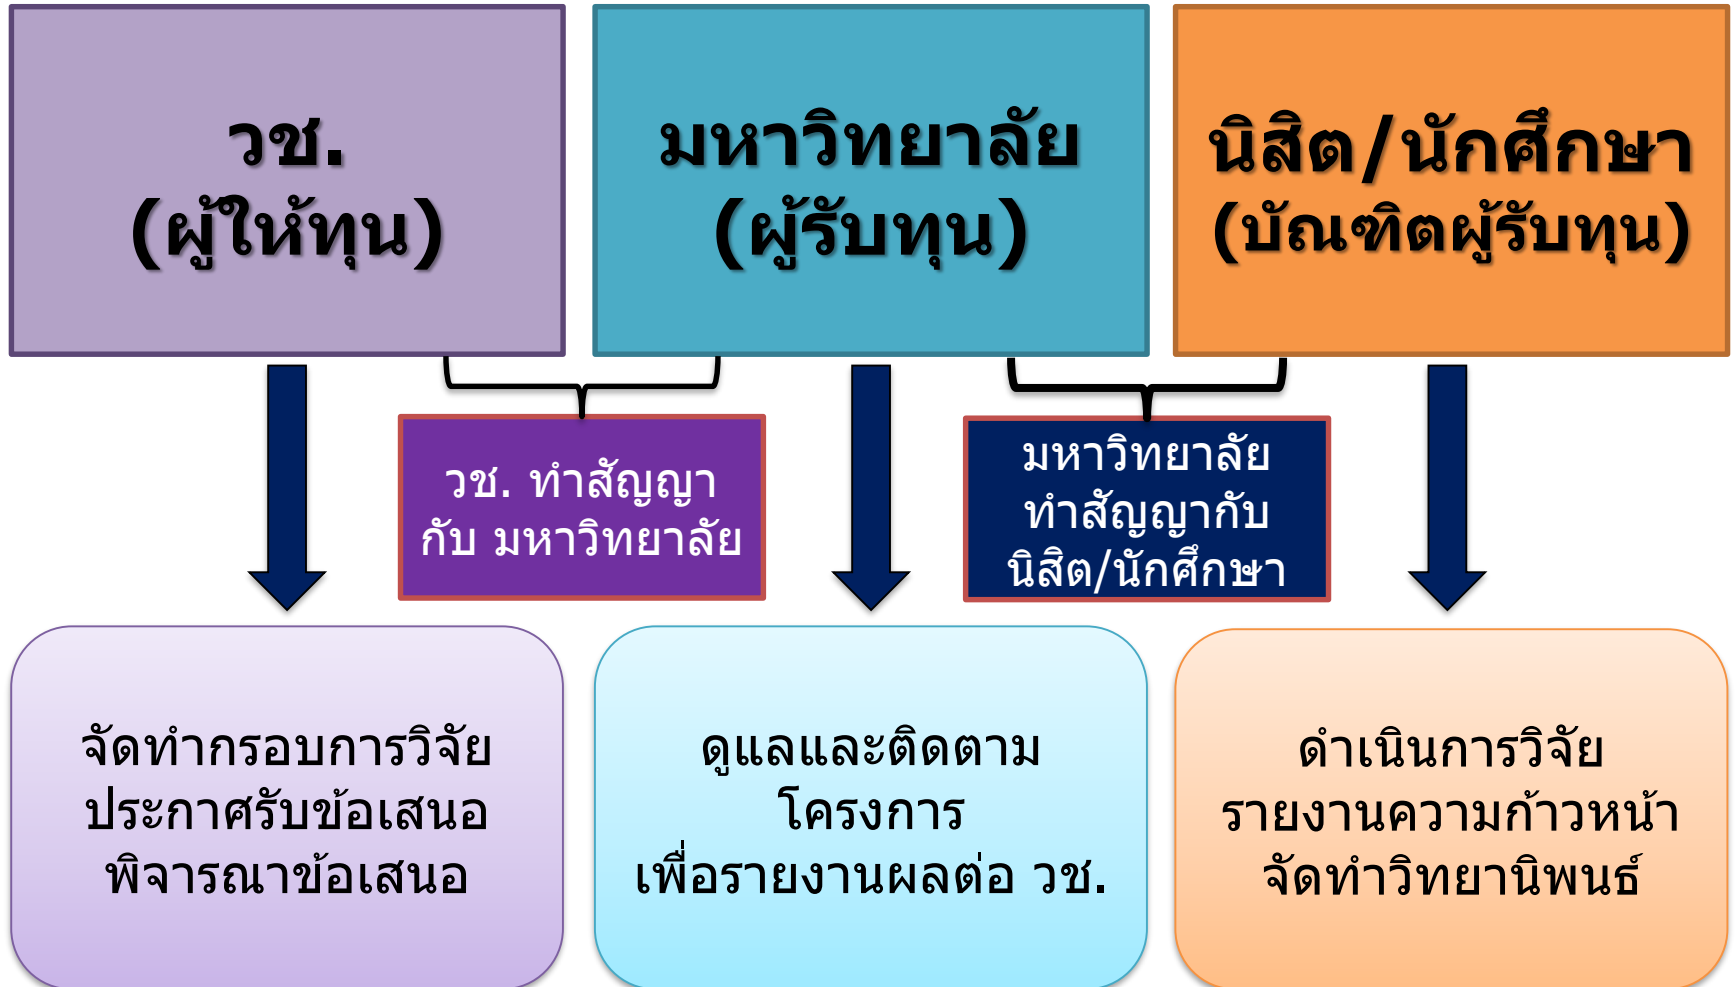 วช.
(ผู้ให้ทุน)
มหาวิทยาลัย
(ผู้รับทุน)
นิสิต/นักศึกษา
(บัณฑิตผู้รับทุน)
วช. ทำสัญญา
กับ มหาวิทยาลัย
มหาวิทยาลัย
ทำสัญญากับ
นิสิต/นักศึกษา
จัดทำกรอบการวิจัย
ประกาศรับข้อเสนอ
พิจารณาข้อเสนอ
ดูแลและติดตาม
โครงการ
เพื่อรายงานผลต่อ วช.
ดำเนินการวิจัย
รายงานความก้าวหน้า
จัดทำวิทยานิพนธ์